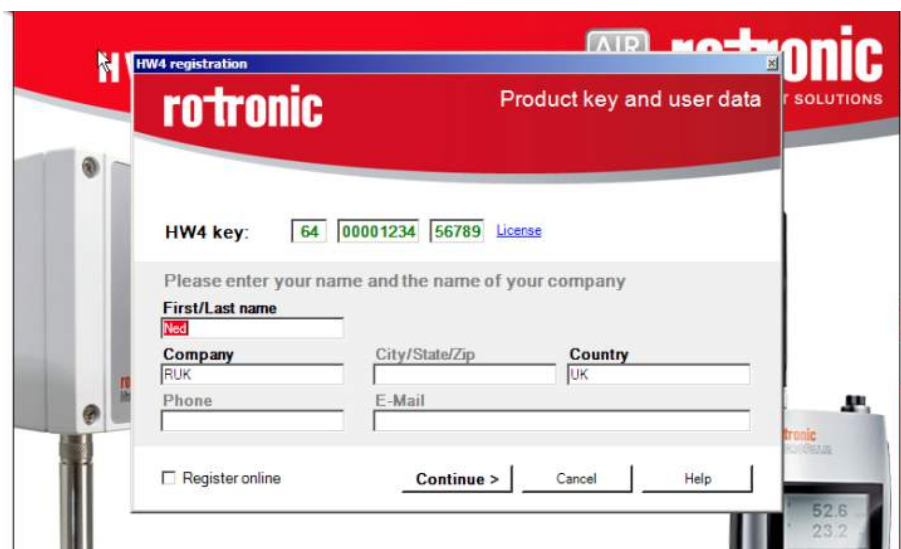 AIR rotronic
T SOLUTIONS
HW4 registration
rotronic
Product key and user data
HW4 key: 64 00001234 56789 License
Please enter your name and the name of your company
First/Last name
Ned
Company City/State/Zip Country
RUK UK
Phone E-Mail
Register online Continue > Cancel Help
tronic
52.6
23.2